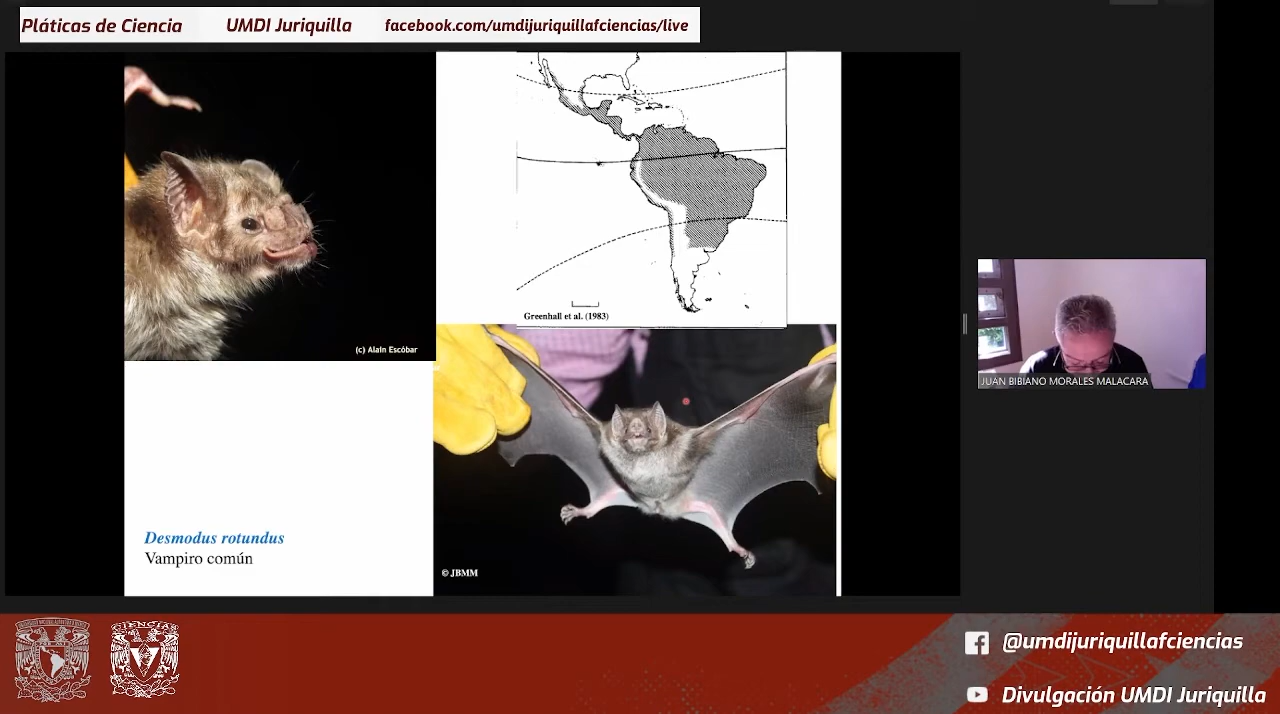 Pláticas de Ciencia UMDI Juriquilla facebook.com/umdijuriquillafciencias/live
Greenhall et al. (1983)
(c) Alain Escóbar
JUAN BIBIANO MORALES MALACARA
Desmodus rotundus
Vampiro común
© JBMM
CIENCIAS
@umdijuriquillafciencias
Divulgación UMDI Juriquilla